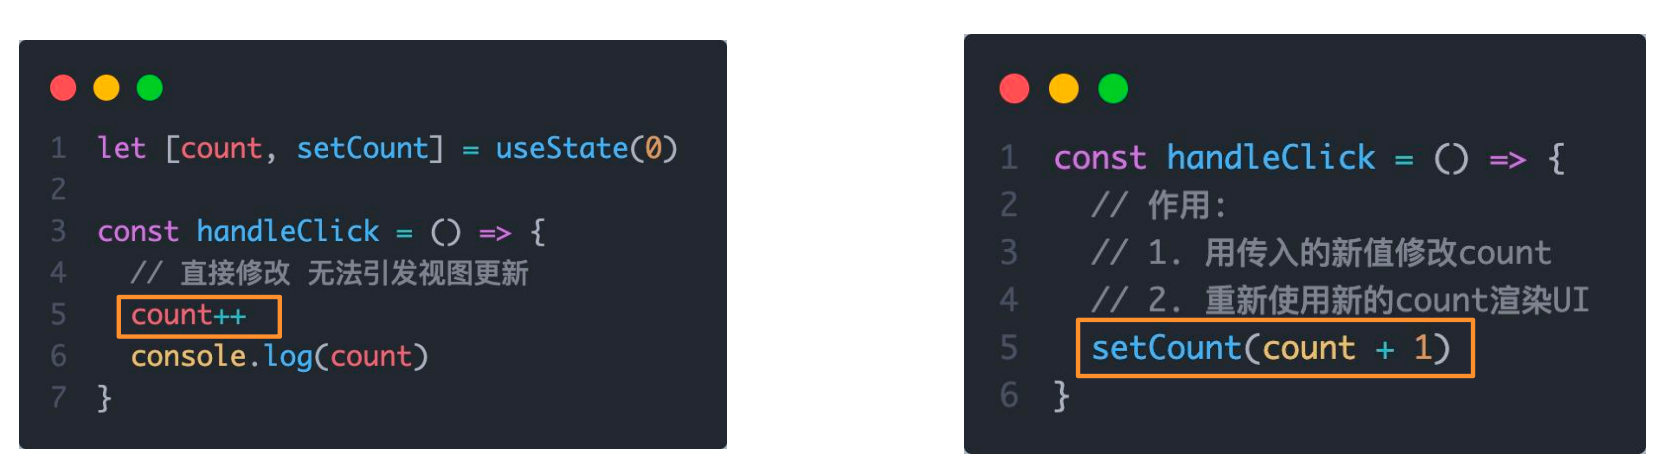 1 let [count, setCount] = useState(0)
2
3 const handleClick = () => {
4 // 直接修改 无法引发视图更新
5 count++
6 console.log(count)
7 }
1 const handleClick = () => {
2 // 作用:
3 // 1. 用传入的新值修改count
4 // 2. 重新使用新的count渲染UI
5 setCount(count + 1)
6 }